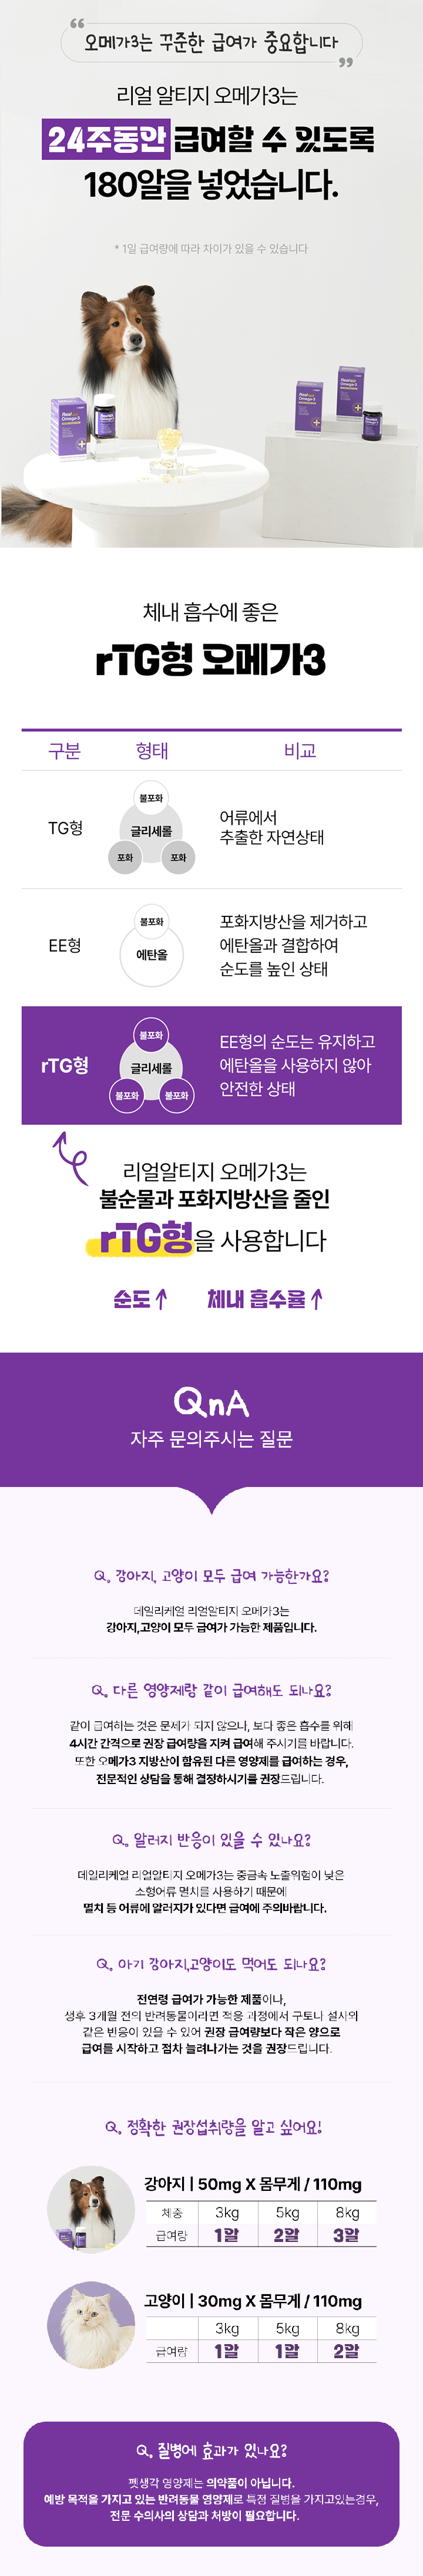 “오메가3는 꾸준한 급여가 중요합니다”
리얼 알티지 오메가3는
24주동안 급여할 수 있도록
180알을 넣었습니다.
* 1일 급여량에 따라 차이가 있을 수 있습니다
체내 흡수에 좋은
rTG형 오메가3
구분 형태 비교
TG형
불포화
글리세롤
포화 포화
어류에서
추출한 자연상태
EE형
불포화
에탄올
포화지방산을 제거하고
에탄올과 결합하여
순도를 높인 상태
rTG형
불포화
글리세롤
불포화 불포화
EE형의 순도는 유지하고
에탄올을 사용하지 않아
안전한 상태
리얼알티지 오메가3는
불순물과 포화지방산을 줄인
rTG형을 사용합니다
순도↑ 체내 흡수율↑
QnA
자주 문의주시는 질문
Q. 강아지, 고양이 모두 급여 가능한가요?
데일리케얼 리얼알티지 오메가3는
강아지,고양이 모두 급여가 가능한 제품입니다.
Q. 다른 영양제랑 같이 급여해도 되나요?
같이 급여하는 것은 문제가 되지 않으나, 보다 좋은 흡수를 위해
4시간 간격으로 권장 급여량을 지켜 급여해 주시기를 바랍니다.
또한 오메가3 지방산이 함유된 다른 영양제를 급여하는 경우,
전문적인 상담을 통해 결정하시기를 권장드립니다.
Q. 알러지 반응이 있을 수 있나요?
데일리케얼 리얼알티지 오메가3는 중금속 노출위험이 낮은
소형어류 멸치를 사용하기 때문에
멸치 등 어류에 알러지가 있다면 급여에 주의바랍니다.
Q. 아기 강아지,고양이도 먹어도 되나요?
전연령 급여가 가능한 제품이나,
생후 3개월 전의 반려동물이라면 적응 과정에서 구토나 설사와
같은 반응이 있을 수 있어 권장 급여량보다 작은 양으로
급여를 시작하고 점차 늘려나가는 것을 권장드립니다.
Q. 정확한 권장섭취량을 알고 싶어요!
강아지 | 50mg X 몸무게 / 110mg
체중 3kg 5kg 8kg
급여량 1알 2알 3알
고양이 | 30mg X 몸무게 / 110mg
3kg 5kg 8kg
급여량 1알 1알 2알
Q. 질병에 효과가 있나요?
펫생각 영양제는 의약품이 아닙니다.
예방 목적을 가지고 있는 반려동물 영양제로 특정 질병을 가지고있는경우,
전문 수의사의 상담과 처방이 필요합니다.